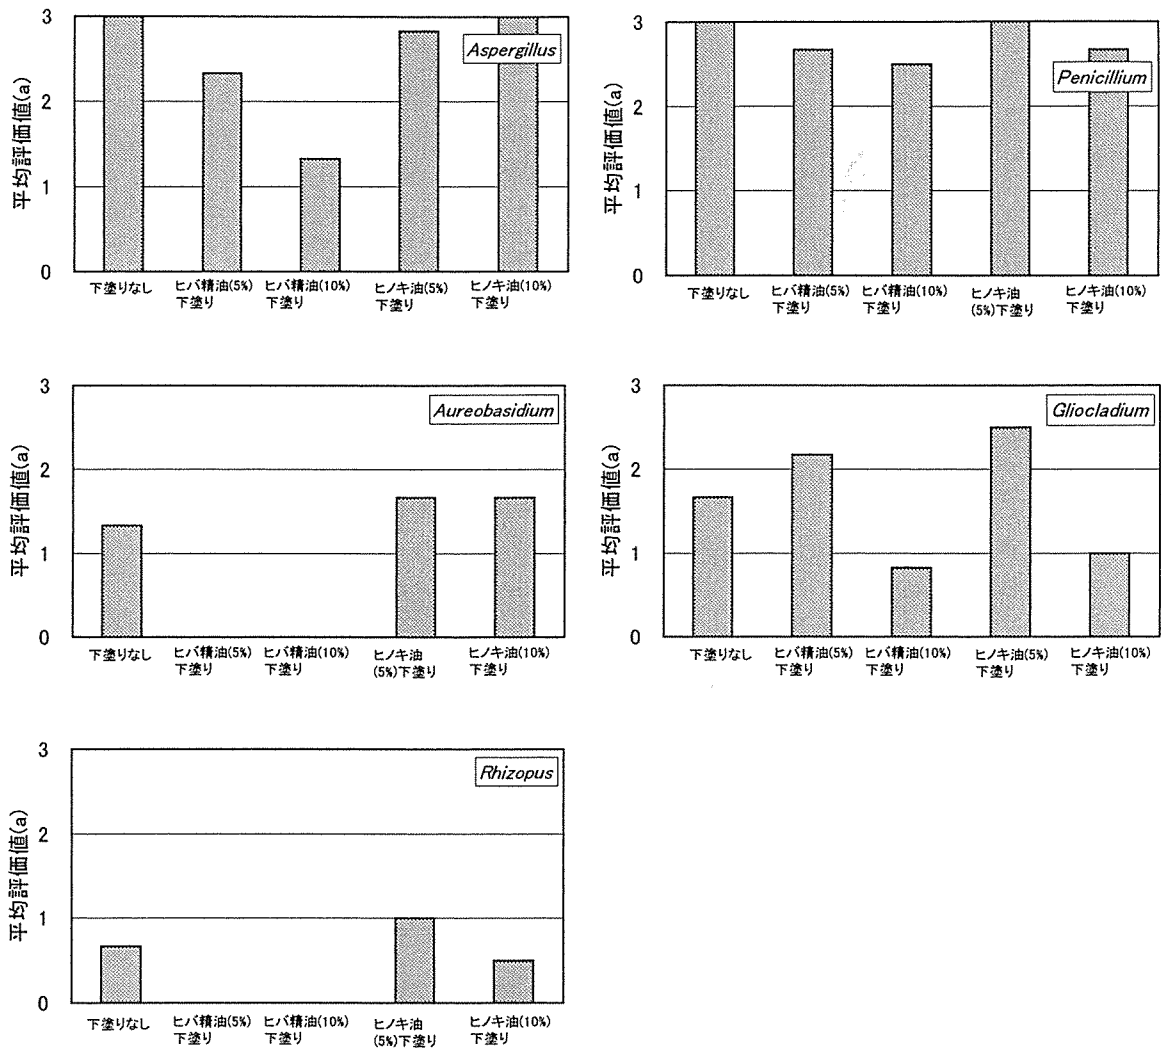 3
2
1
0
平均評価値(a)
Aspergillus
下塗りなし
ヒバ精油(5%)
下塗り
ヒバ精油(10%)
下塗り
ヒノキ油(5%)
下塗り
ヒノキ油(10%)
下塗り
3
2
1
0
平均評価値(a)
Penicillium
下塗りなし
ヒバ精油(5%)
下塗り
ヒバ精油(10%)
下塗り
ヒノキ油
(5%)下塗り
ヒノキ油(10%)
下塗り
3
2
1
0
平均評価値(a)
Aureobasidium
下塗りなし
ヒバ精油(5%)
下塗り
ヒバ精油(10%)
下塗り
ヒノキ油
(5%)下塗り
ヒノキ油(10%)
下塗り
3
2
1
0
平均評価値(a)
Gliocladium
下塗りなし
ヒバ精油(5%)
下塗り
ヒバ精油(10%)
下塗り
ヒノキ油(5%)
下塗り
ヒノキ油(10%)
下塗り
3
2
1
0
平均評価値(a)
Rhizopus
下塗りなし
ヒバ精油(5%)
下塗り
ヒバ精油(10%)
下塗り
ヒノキ油
(5%)下塗り
ヒノキ油(10%)
下塗り